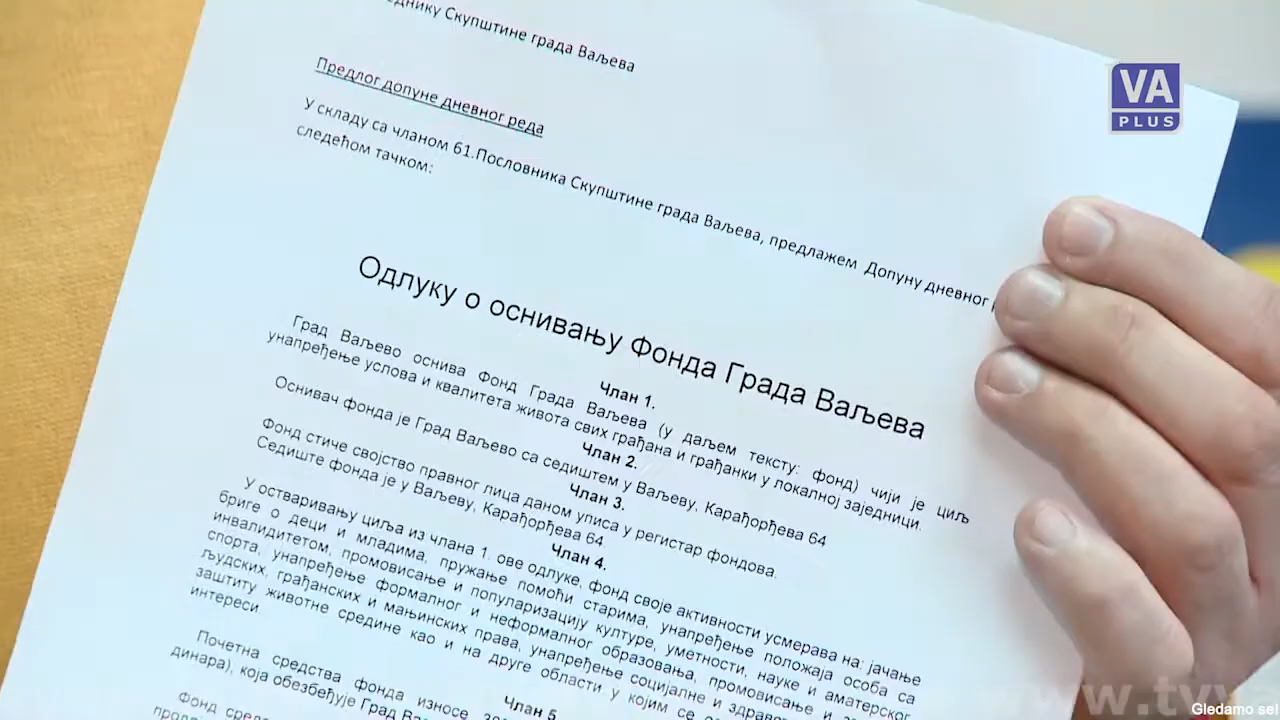 Скупштине града Ваљева
Предлог допуне дневног реда
У складу са чланом 61.Пословника Скупштине града Ваљева, предлажем Допуну дневног
следећом тачком:
Одлуку о оснивању Фонда Града Ваљева
Члан 1.
Град Ваљево оснива Фонд Града Ваљева (у даљем тексту: фонд) чији је циљ
унапређење услова и квалитета живота свих грађана и грађанки у локалној заједници.
Члан 2.
Оснивач фонда је Град Ваљево са седиштем у Ваљеву, Карађорђева 64
Члан 3.
Фонд стиче својство правног лица даном уписа у регистар фондова.
Седиште фонда је у Ваљеву, Карађорђева 64.
Члан 4.
У остваривању циља из члана 1. ове одлуке, фонд своје активности усмерава на: јачање
бриге о деци и младима, пружање помоћи старима, унапређење положаја особа са
инвалидитетом, промовисање и популаризацију културе, уметности, науке и аматерског
спорта, унапређење формалног и неформалног образовања, промовисање и
људских, грађанских и мањинских права, унапређење социјалне и
заштиту животне средине као и на друге области у којим се
интереси.
Члан 5
Почетна средства фонда износе
динара), која обезбеђује Град
Фонд
VA
PLUS
Gledamo se!